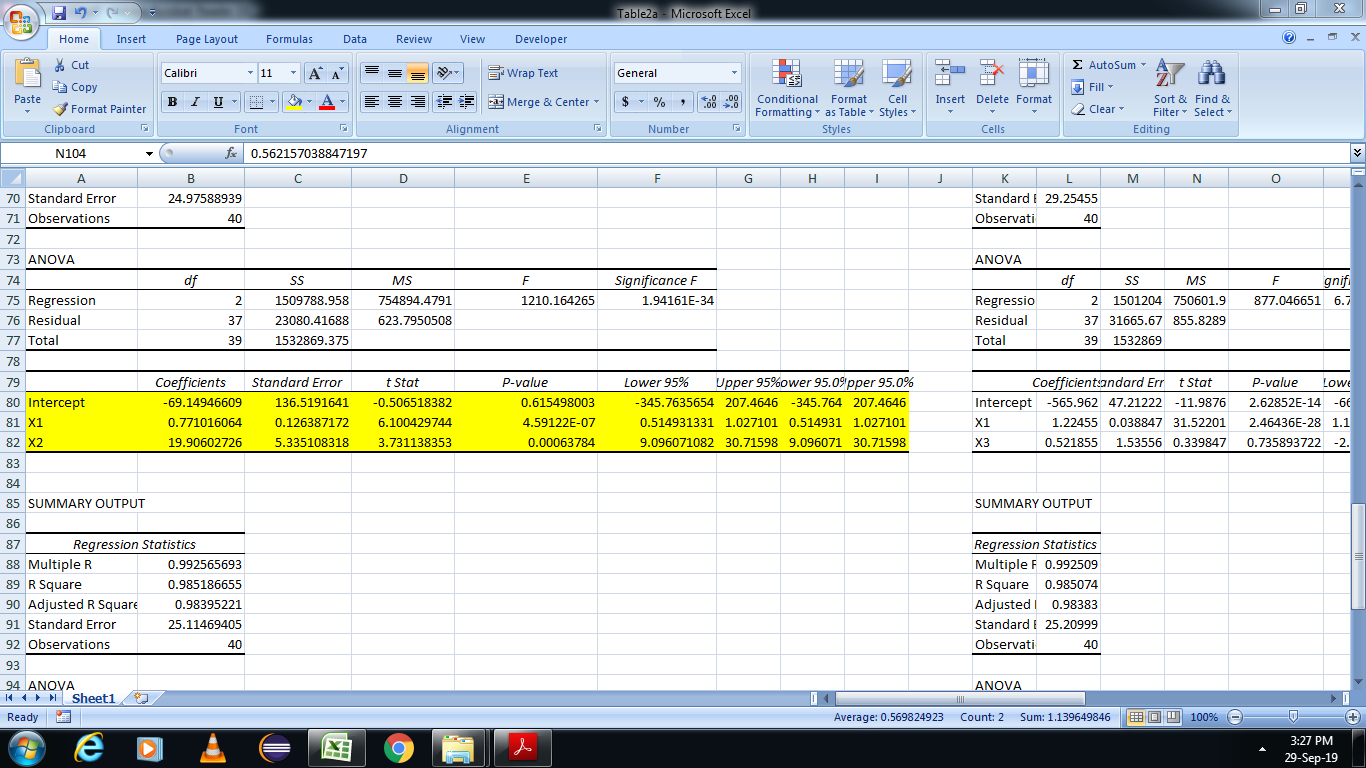 Table2a - Microsoft Excel
Home Insert Page Layout Formulas Data Review View Developer
Paste
Cut
Copy
Format Painter
Clipboard
Calibri 11
B I U
Font
Wrap Text
Merge & Center
Alignment
General
$ % ,
Number
Conditional Formatting
Format as Table
Cell Styles
Styles
Insert Delete Format
Cells
Σ AutoSum
Fill
Clear
Sort & Filter
Find & Select
Editing
N104 fx 0.562157038847197
A B C D E F G H I J K L M N O
70 Standard Error 24.97588939 Standard E 29.25455
71 Observations 40 Observati 40
72
73 ANOVA ANOVA
74 df SS MS F Significance F df SS MS F gnifi
75 Regression 2 1509788.958 754894.4791 1210.164265 1.94161E-34 Regressio 2 1501204 750601.9 877.046651 6.7
76 Residual 37 23080.41688 623.7950508 Residual 37 31665.67 855.8289
77 Total 39 1532869.375 Total 39 1532869
78
79 Coefficients Standard Error t Stat P-value Lower 95% Upper 95% ower 95.0% pper 95.0% Coefficients andard Err t Stat P-value Lowe
80 Intercept -69.14946609 136.5191641 -0.506518382 0.615498003 -345.7635654 207.4646 -345.764 207.4646 Intercept -565.962 47.21222 -11.9876 2.62852E-14 -66
81 X1 0.771016064 0.126387172 6.100429744 4.59122E-07 0.514931331 1.027101 0.514931 1.027101 X1 1.22455 0.038847 31.52201 2.46436E-28 1.1
82 X2 19.90602726 5.335108318 3.731138353 0.00063784 9.096071082 30.71598 9.096071 30.71598 X3 0.521855 1.53556 0.339847 0.735893722 -2.
83
84
85 SUMMARY OUTPUT SUMMARY OUTPUT
86
87 Regression Statistics Regression Statistics
88 Multiple R 0.992565693 Multiple F 0.992509
89 R Square 0.985186655 R Square 0.985074
90 Adjusted R Square 0.98395221 Adjusted 0.98383
91 Standard Error 25.11469405 Standard E 25.20999
92 Observations 40 Observati 40
93
94 ANOVA ANOVA
Sheet1
Ready Average: 0.569824923 Count: 2 Sum: 1.139649846 100%
3:27 PM
29-Sep-19